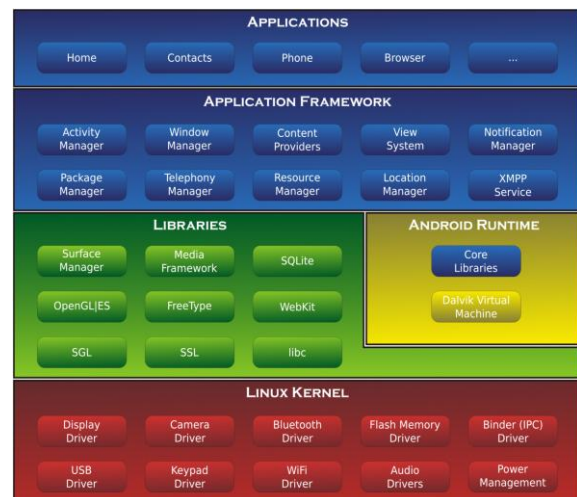 APPLICATIONS
Home
Contacts
Phone
Browser
...
APPLICATION FRAMEWORK
Activity
Manager
Window
Manager
Content
Providers
View
System
Notification
Manager
Package
Manager
Telephony
Manager
Resource
Manager
Location
Manager
XMPP
Service
LIBRARIES
Surface
Manager
Media
Framework
SQLite
OpenGL|ES
FreeType
WebKit
SGL
SSL
libc
ANDROID RUNTIME
Core
Libraries
Dalvik Virtual
Machine
LINUX KERNEL
Display
Driver
Camera
Driver
Bluetooth
Driver
Flash Memory
Driver
Binder (IPC)
Driver
USB
Driver
Keypad
Driver
WiFi
Driver
Audio
Drivers
Power
Management